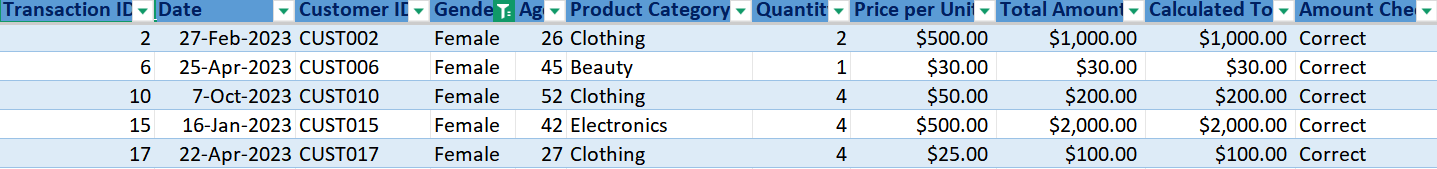 Transaction ID Date Customer ID Gende Ag Product Category Quantit Price per Unit Total Amount Calculated To Amount Che
2 27-Feb-2023 CUST002 Female 26 Clothing 2 $500.00 $1,000.00 $1,000.00 Correct
6 25-Apr-2023 CUST006 Female 45 Beauty 1 $30.00 $30.00 $30.00 Correct
10 7-Oct-2023 CUST010 Female 52 Clothing 4 $50.00 $200.00 $200.00 Correct
15 16-Jan-2023 CUST015 Female 42 Electronics 4 $500.00 $2,000.00 $2,000.00 Correct
17 22-Apr-2023 CUST017 Female 27 Clothing 4 $25.00 $100.00 $100.00 Correct